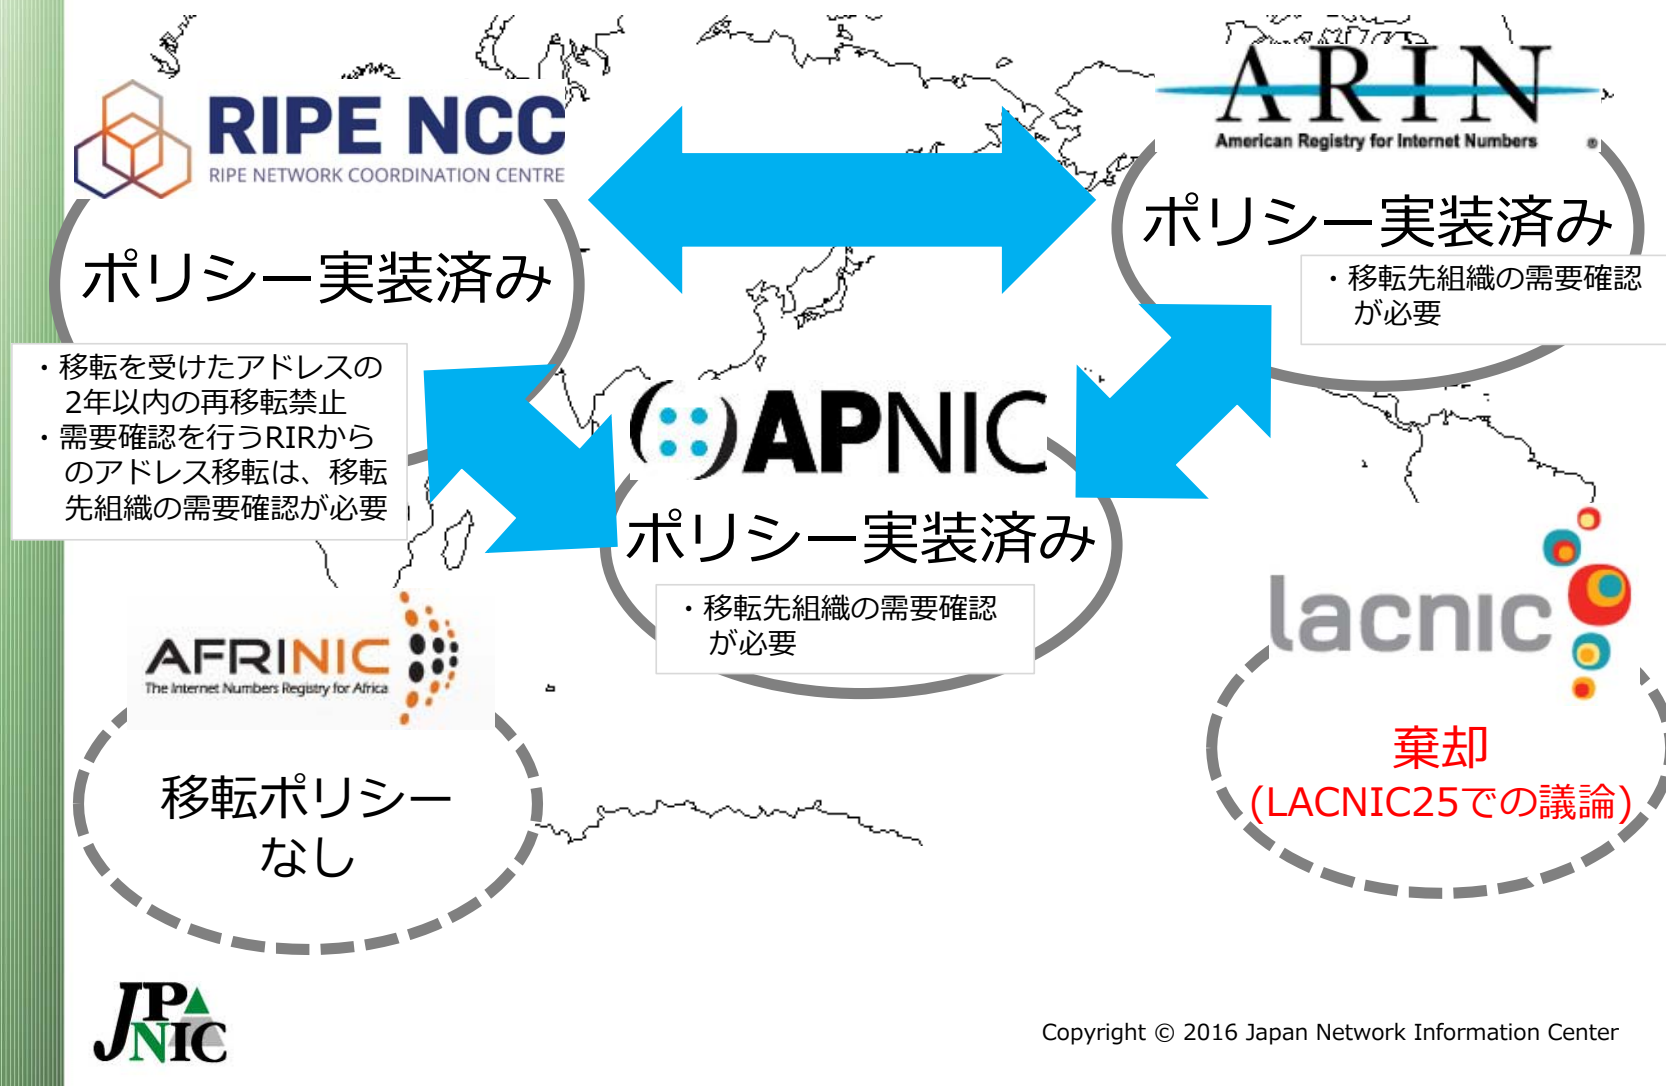 RIPE NCC
RIPE NETWORK COORDINATION CENTRE
ポリシー実装済み
・移転を受けたアドレスの
2年以内の再移転禁止
・需要確認を行うRIRから
のアドレス移転は、移転
先組織の需要確認が必要
ARIN
American Registry for Internet Numbers ®
ポリシー実装済み
・移転先組織の需要確認
が必要
APNIC
ポリシー実装済み
・移転先組織の需要確認
が必要
AFRINIC
The Internet Numbers Registry for Africa
移転ポリシー
なし
lacnic
棄却
(LACNIC25での議論)
JPNIC
Copyright © 2016 Japan Network Information Center